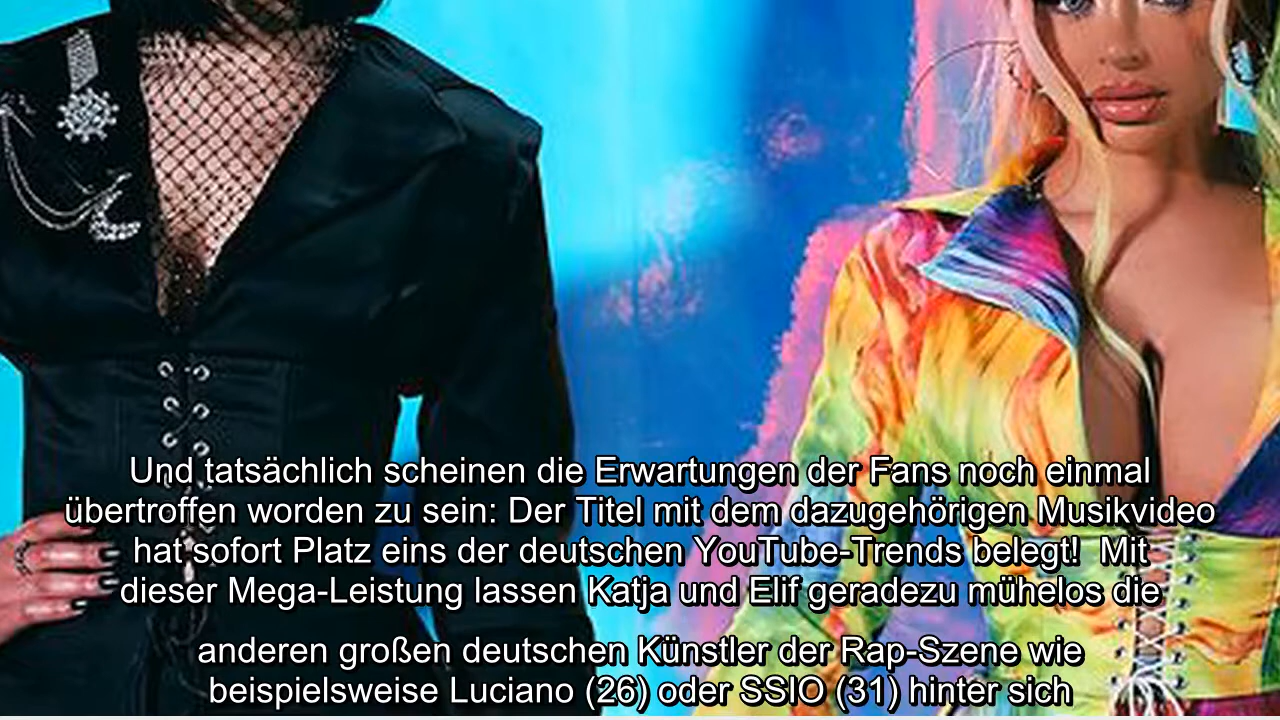 Und tatsächlich scheinen die Erwartungen der Fans noch einmal
übertroffen worden zu sein: Der Titel mit dem dazugehörigen Musikvideo
hat sofort Platz eins der deutschen YouTube-Trends belegt!  Mit
dieser Mega-Leistung lassen Katja und Elif geradezu mühelos die
anderen großen deutschen Künstler der Rap-Szene wie
beispielsweise Luciano (26) oder SSIO (31) hinter sich